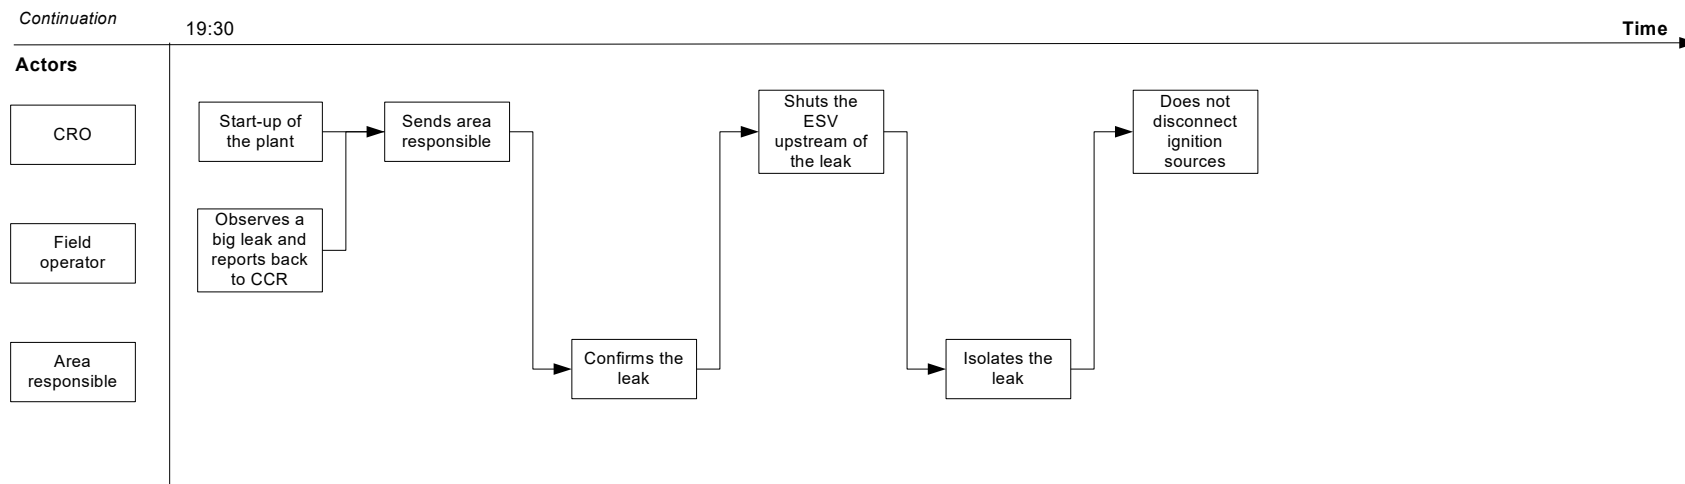 Continuation
19:30
Time
Actors
CRO
Start-up of
the plant
Sends area
responsible
Shuts the
ESV
upstream of
the leak
Does not
disconnect
ignition
sources
Field
operator
Observes a
big leak and
reports back
to CCR
Area
responsible
Confirms the
leak
Isolates the
leak